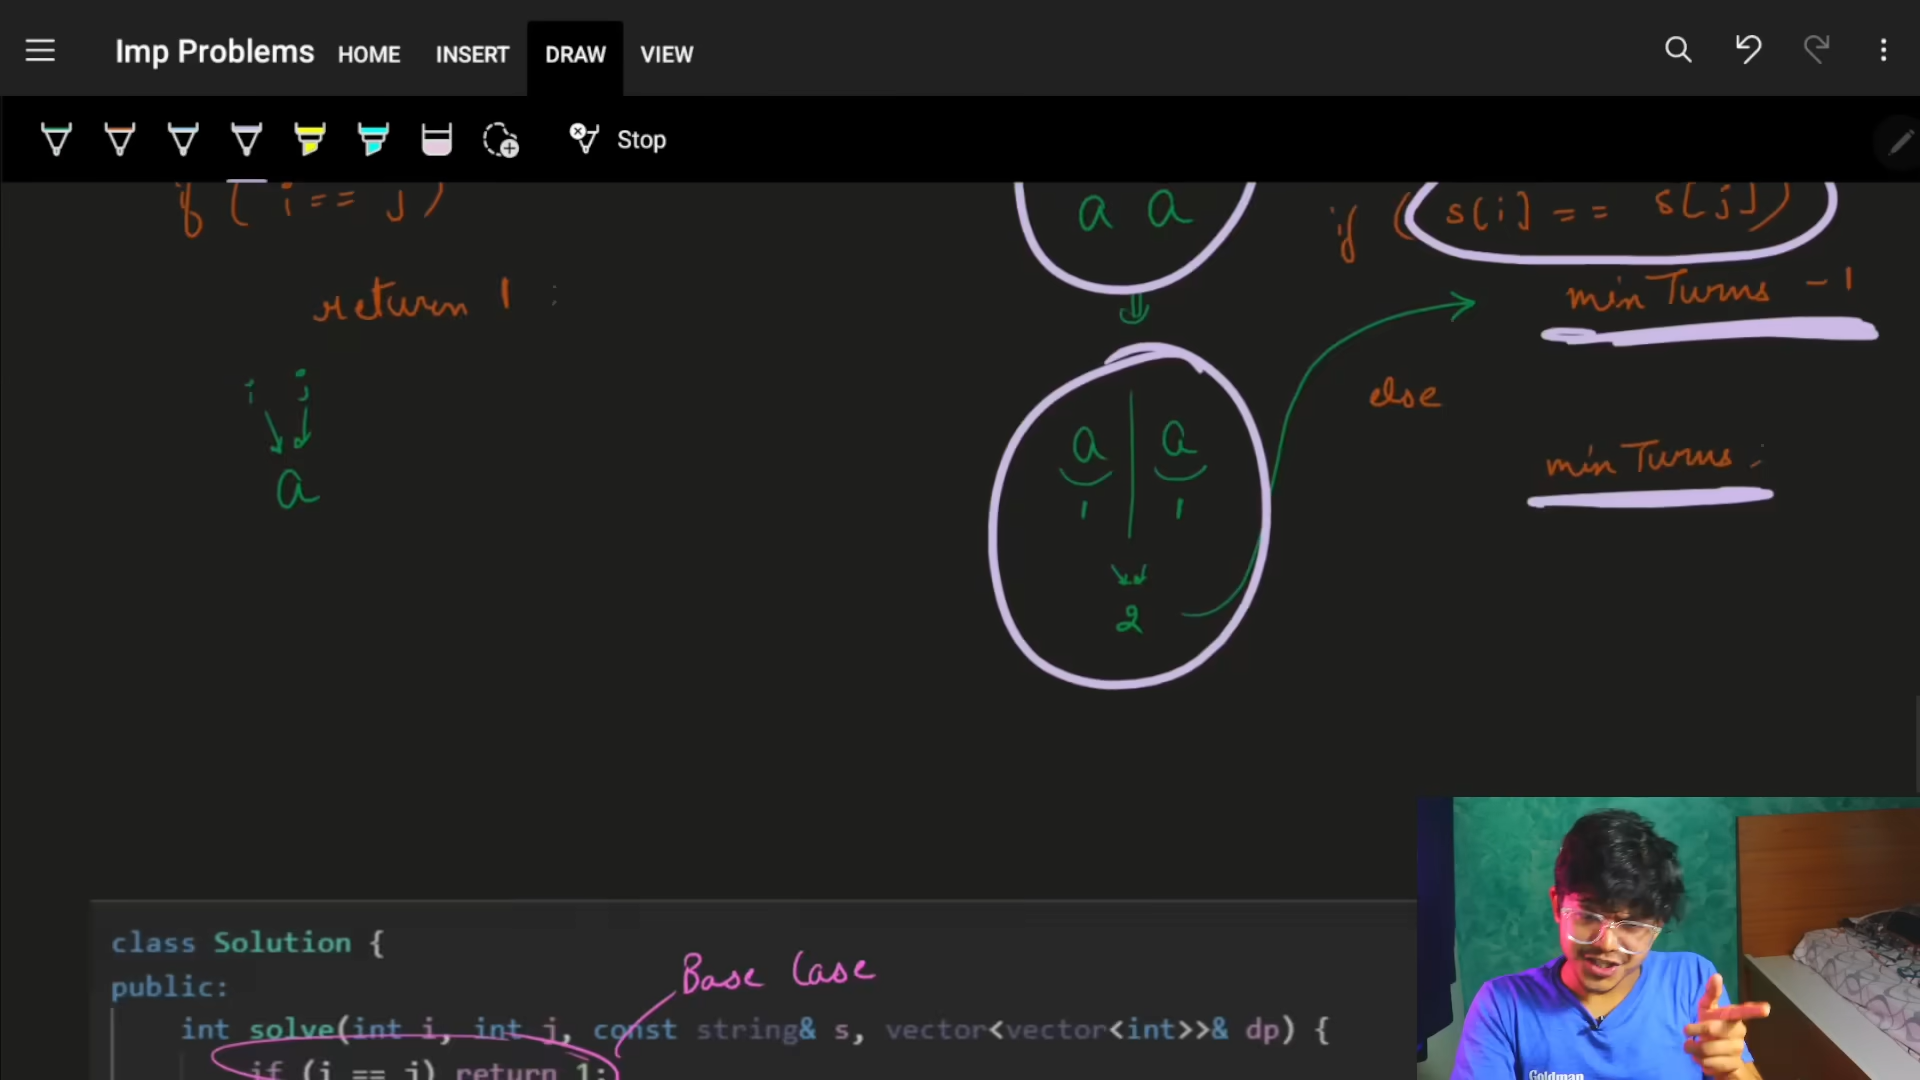 Imp Problems HOME INSERT DRAW VIEW
Stop
if ( i == j )
return 1 ;
i j
a
a a
a a
1 1
2
if ( s[i] == s[j] )
min Turns - 1
else
min Turns ;
class Solution {
public:
Base Case
int solve(int i, int j, const string& s, vector<vector<int>>& dp) {
if (i == j) return 1;
Goldman